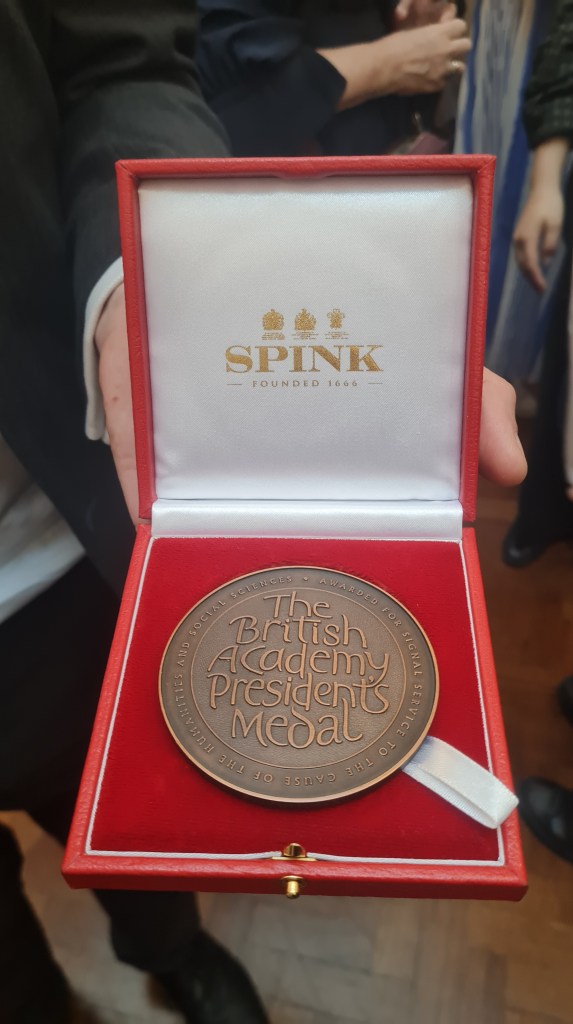 SPINK
FOUNDED 1666
The
British
Academy
President's
Medal
AWARDED FOR SIGNAL SERVICE TO THE CAUSE OF THE HUMANITIES AND SOCIAL SCIENCES •